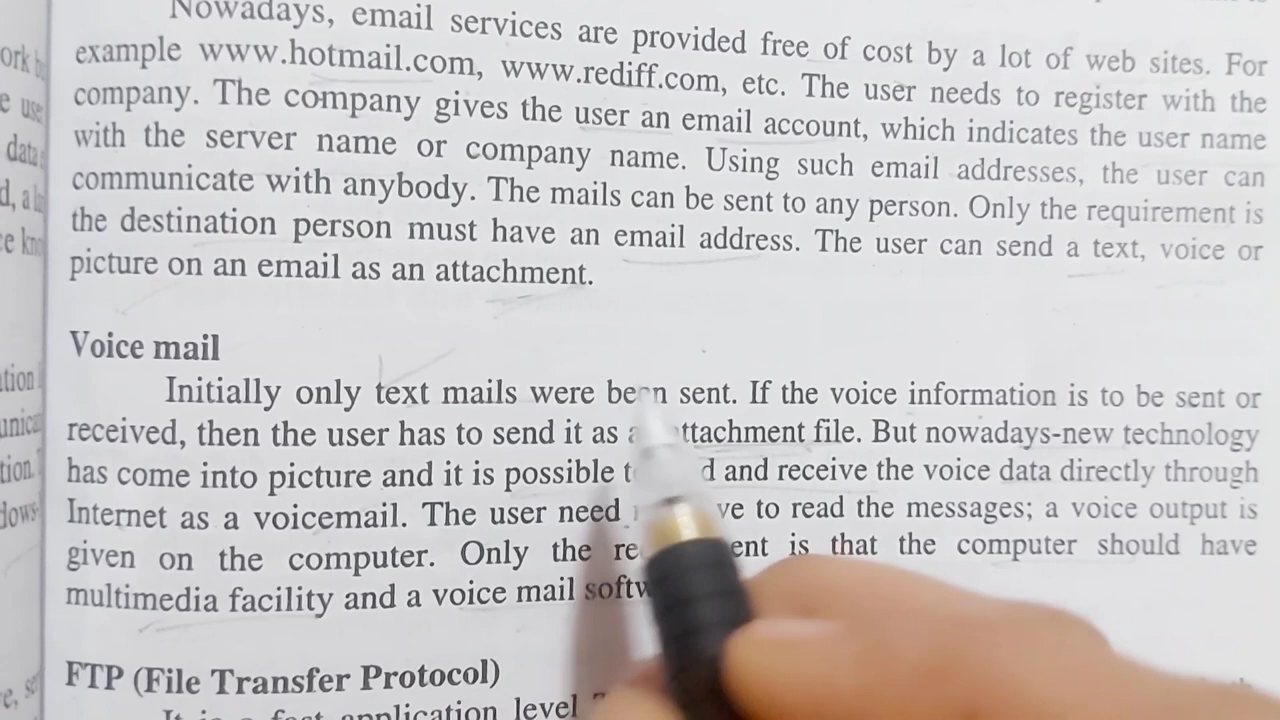 Nowadays, email services are provided free of cost by a lot of web sites. For
example www.hotmail.com, www.rediff.com, etc. The user needs to register with the
company. The company gives the user an email account, which indicates the user name
with the server name or company name. Using such email addresses, the user can
communicate with anybody. The mails can be sent to any person. Only the requirement is
the destination person must have an email address. The user can send a text, voice or
picture on an email as an attachment.
Voice mail
Initially only text mails were been sent. If the voice information is to be sent or
received, then the user has to send it as attachment file. But nowadays-new technology
has come into picture and it is possible and receive the voice data directly through
Internet as a voicemail. The user need to read the messages; a voice output is
given on the computer. Only the is that the computer should have
multimedia facility and a voice mail
FTP (File Transfer Protocol)
It is a fast application level